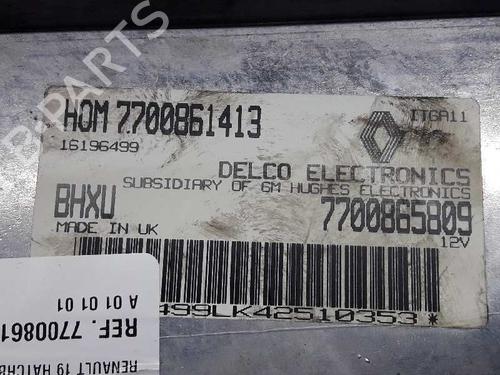 HOM 7700861413
ITGA11
16196499
DELCO ELECTRONICS
SUBSIDIARY OF GM HUGHES ELECTRONICS
BHXU
7700865809
MADE IN UK
12V
499LK42510353*
A 01 01 01
REF. 7700861
RENAULT 19 HATCHB
B-PARTS